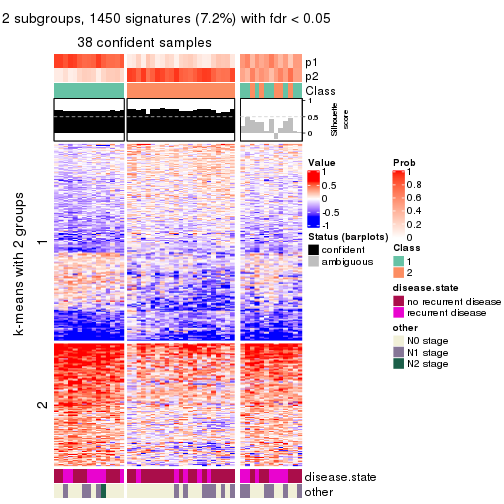 2 subgroups, 1450 signatures (7.2%) with fdr < 0.05
38 confident samples
p1
p2
Class
1
0.5
0
Silhouette
score
k-means with 2 groups
1
2
disease.state
other
Value
1
0.5
0
-0.5
-1
Status (barplots)
confident
ambiguous
Prob
1
0.8
0.6
0.4
0.2
0
Class
1
2
disease.state
no recurrent disease
recurrent disease
other
N0 stage
N1 stage
N2 stage